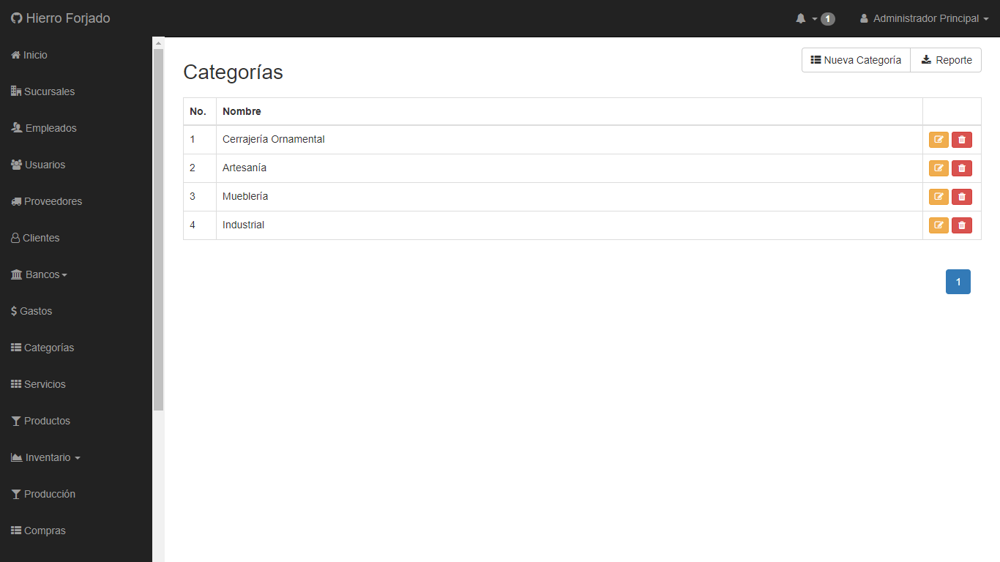 Hierro Forjado
1
Administrador Principal
Inicio
Sucursales
Empleados
Usuarios
Proveedores
Clientes
Bancos
$ Gastos
Categorías
Servicios
Productos
Inventario
Producción
Compras
Categorías
Nueva Categoría
Reporte
No. Nombre
1 Cerrajería Ornamental
2 Artesanía
3 Mueblería
4 Industrial
1